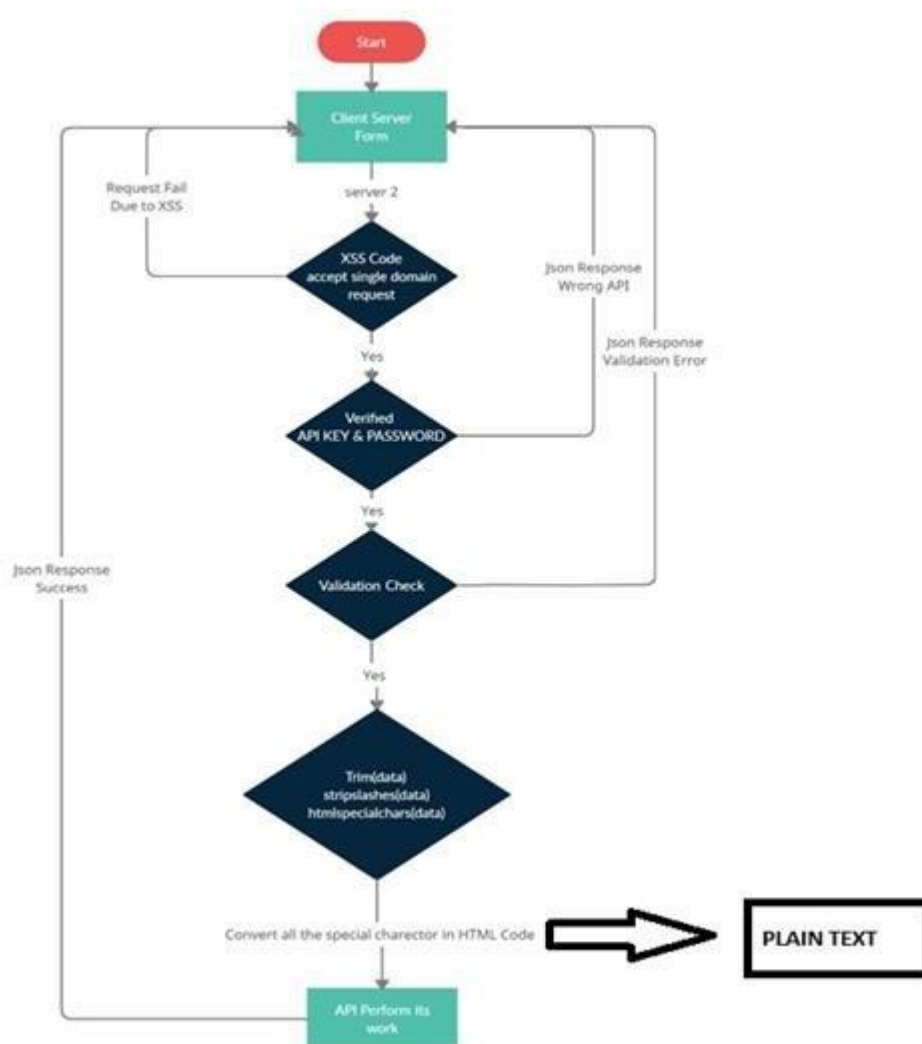 Start
Client Server
Form
Request Fail
Due to XSS
server 2
XSS Code
accept single domain
request
Json Response
Wrong API
Json Response
Validation Error
Yes
Verified
API KEY & PASSWORD
Yes
Json Response
Success
Validation Check
Yes
Trim(data)
stripslashes(data)
htmlspecialchars(data)
Convert all the special charector in HTML Code
PLAIN TEXT
API Perform its
work